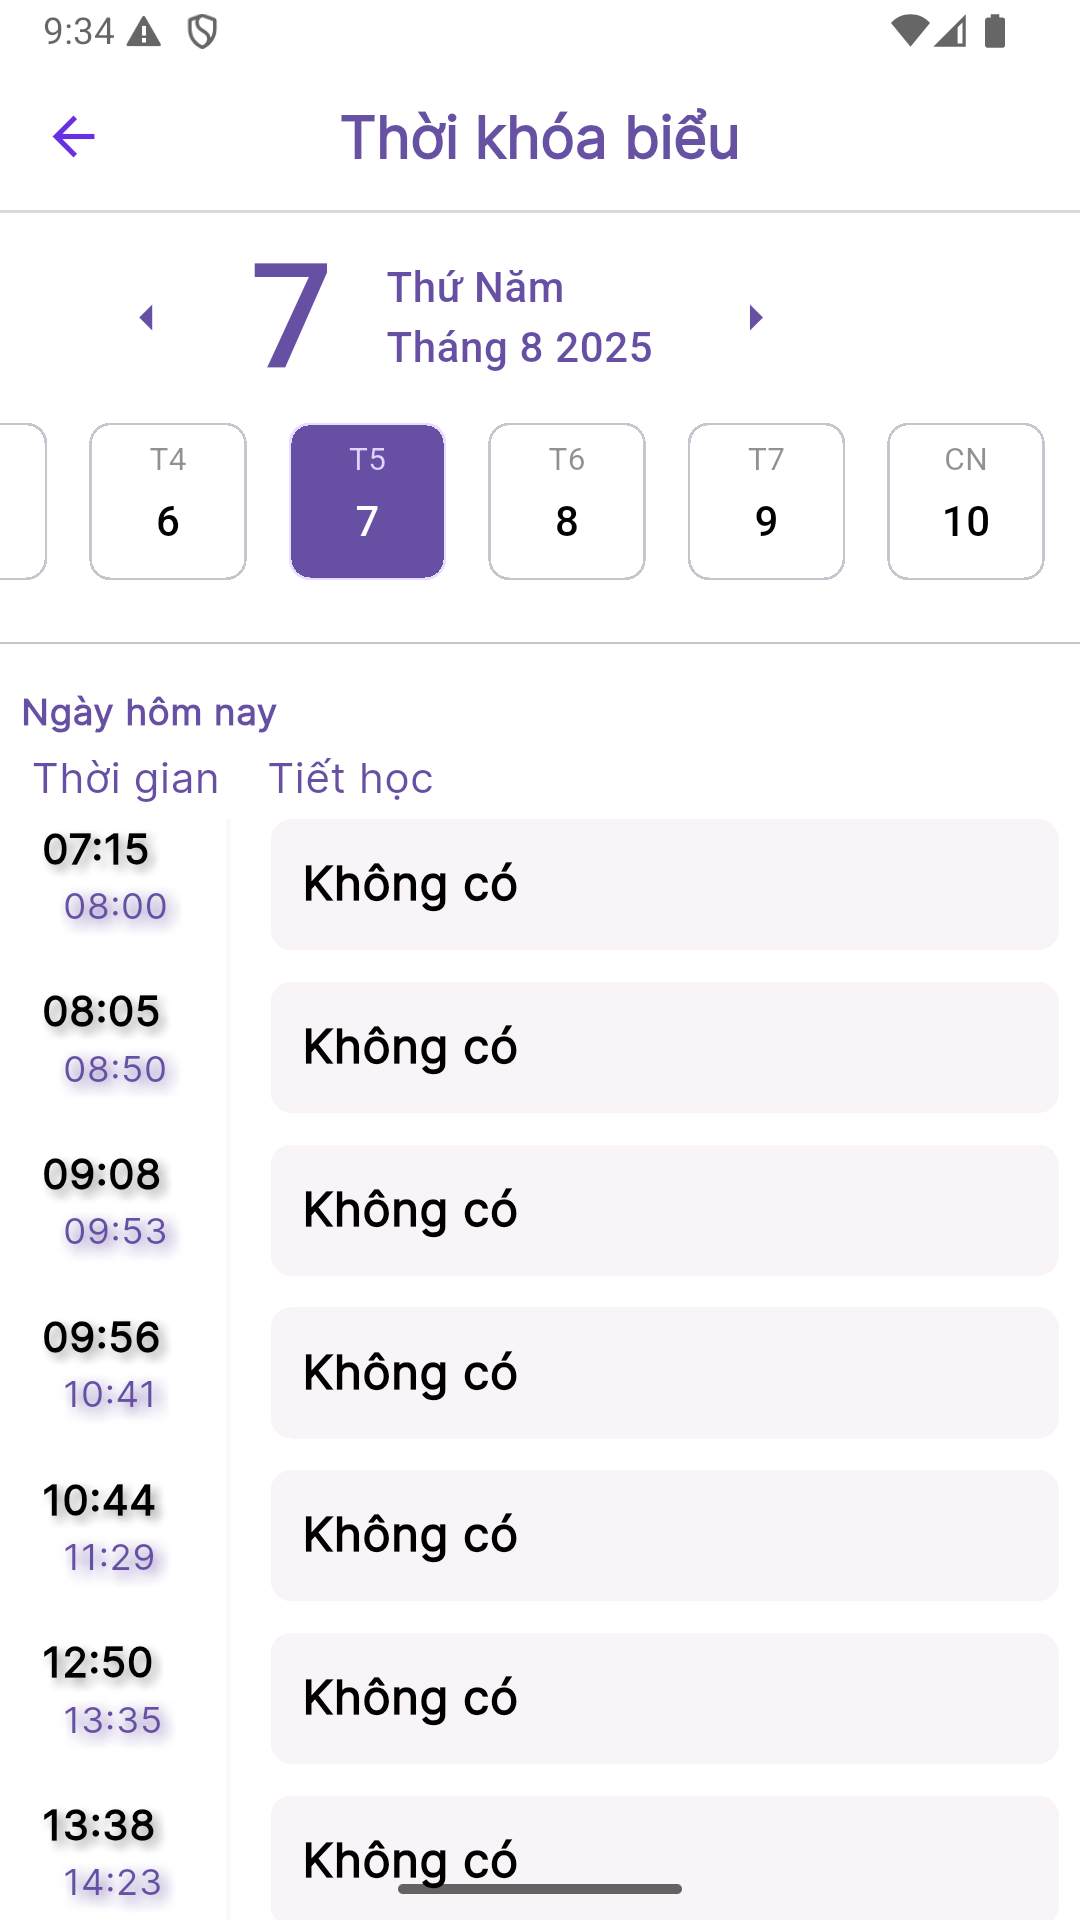 9:34
Thời khóa biểu
7
Thứ Năm
Tháng 8 2025
T4 T5 T6 T7 CN
6 7 8 9 10
Ngày hôm nay
Thời gian Tiết học
07:15
Không có
08:00
08:05
Không có
08:50
09:08
Không có
09:53
09:56
Không có
10:41
10:44
Không có
11:29
12:50
Không có
13:35
13:38
Không có
14:23